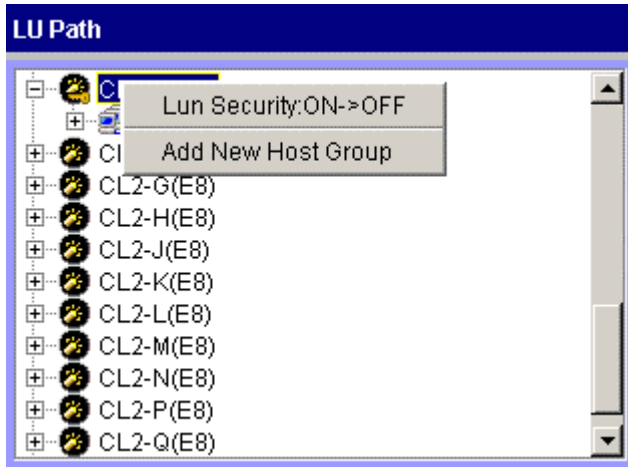 LU Path
C
Lun Security:ON->OFF
Add New Host Group
Cl
CL2-G(E8)
CL2-H(E8)
CL2-J(E8)
CL2-K(E8)
CL2-L(E8)
CL2-M(E8)
CL2-N(E8)
CL2-P(E8)
CL2-Q(E8)